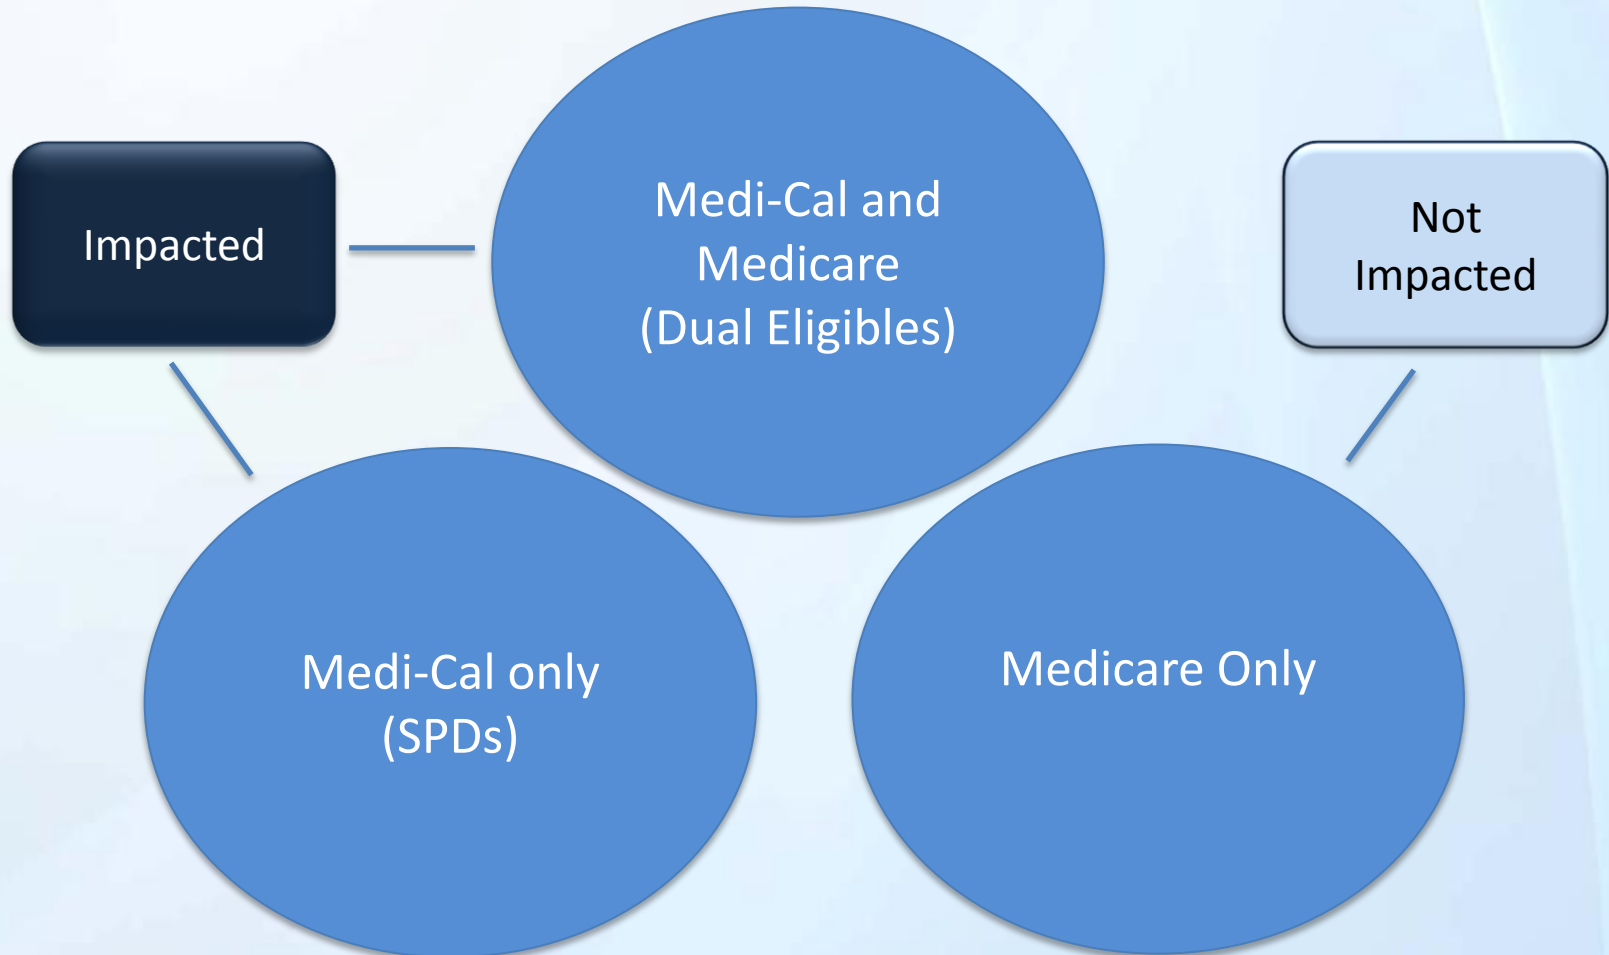 Impacted
Medi-Cal and
Medicare
(Dual Eligibles)
Not
Impacted
Medi-Cal only
(SPDs)
Medicare Only